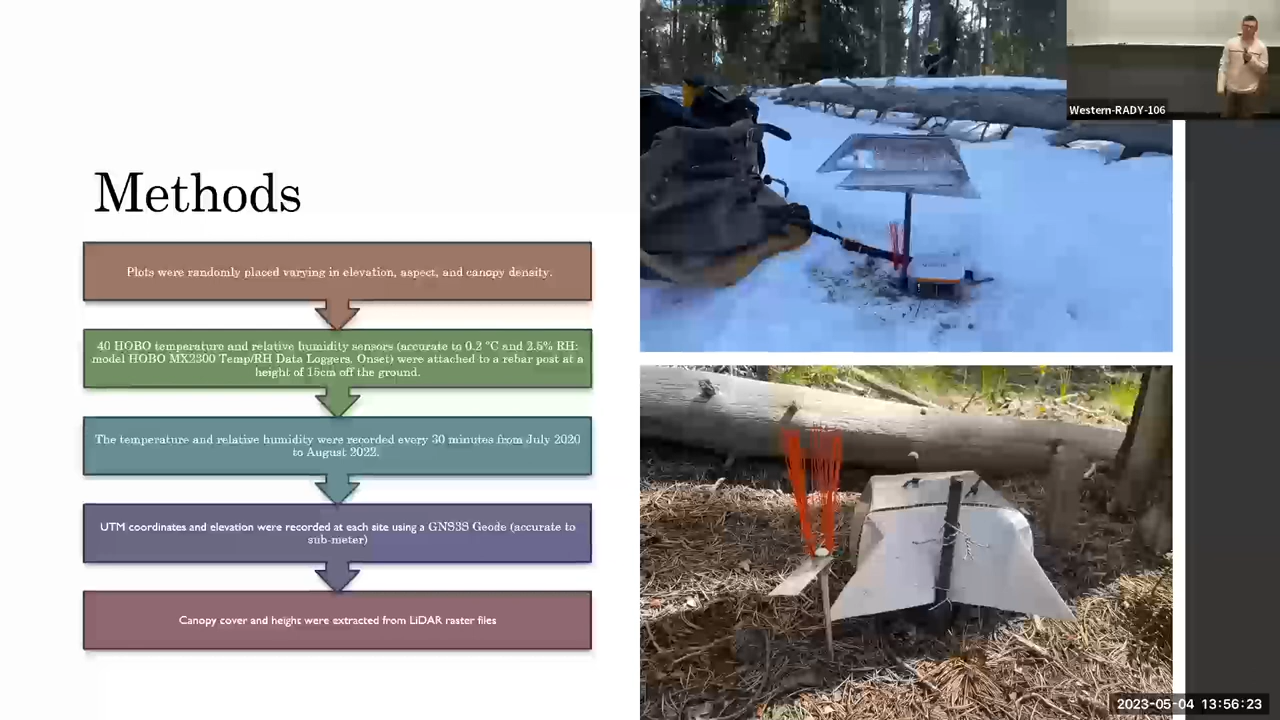 Methods
Plots were randomly placed varying in elevation, aspect, and canopy density.
40 HOBO temperature and relative humidity sensors (accurate to 0.2 °C and 2.5% RH:
model HOBO MX2300 Temp/RH Data Loggers, Onset) were attached to a rebar post at a
height of 15cm off the ground.
The temperature and relative humidity were recorded every 30 minutes from July 2020
to August 2022.
UTM coordinates and elevation were recorded at each site using a GNS3S Geode (accurate to
sub-meter)
Canopy cover and height were extracted from LiDAR raster files
Western-RADY-106
2023-05-04 13:56:23